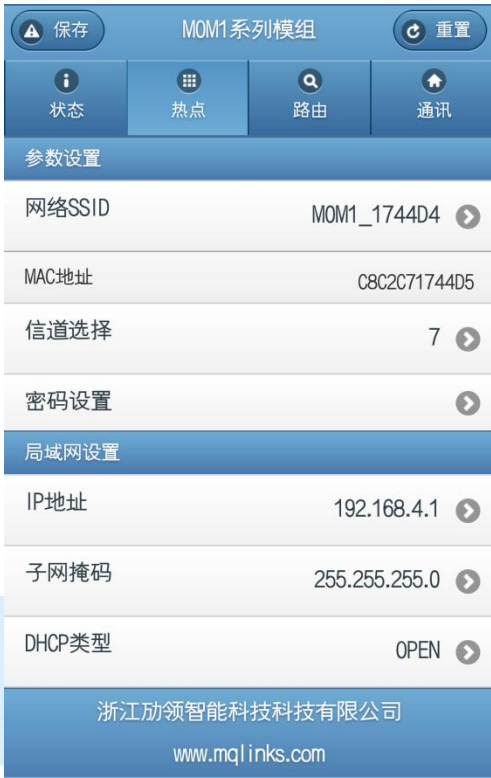 保存
MOM1系列模组
重置
状态
热点
路由
通讯
参数设置
网络SSID
MOM1_1744D4
MAC地址
C8C2C71744D5
信道选择
7
密码设置
局域网设置
IP地址
192.168.4.1
子网掩码
255.255.255.0
DHCP类型
OPEN
浙江劢领智能科技科技有限公司
www.mqlinks.com